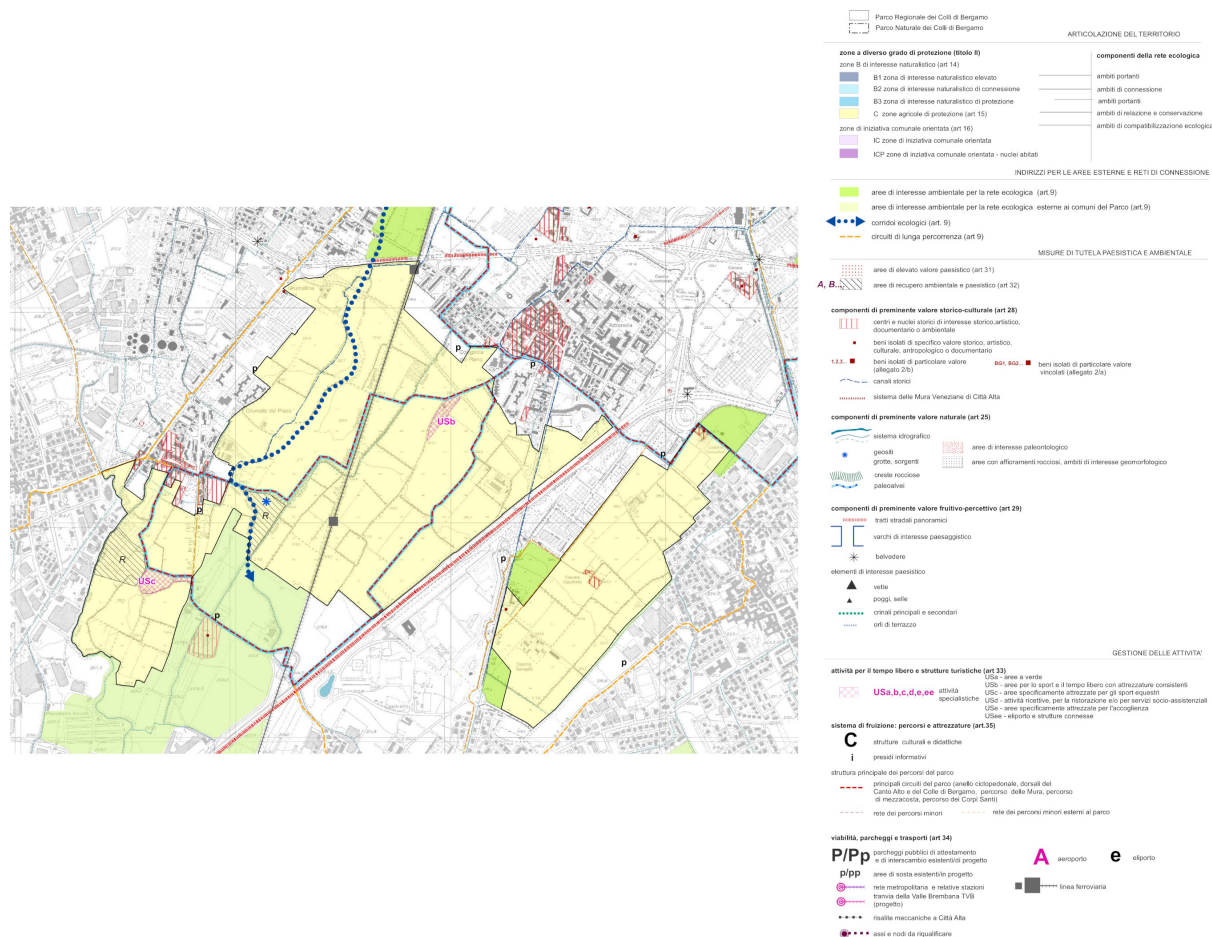 Parco Regionale dei Colli di Bergamo
Parco Naturale dei Colli di Bergamo
ARTICOLAZIONE DEL TERRITORIO
zone a diverso grado di protezione (titolo II)
componenti della rete ecologica
zone B di interesse naturalistico (art 14)
B1 zona di interesse naturalistico elevato
ambiti portanti
B2 zona di interesse naturalistico di connessione
ambiti di connessione
B3 zona di interesse naturalistico di protezione
ambiti portanti
C zone agricole di protezione (art 15)
ambiti di relazione e conservazione
zone di iniziativa comunale orientata (art 16)
ambiti di compatibilizzazione ecologica
IC zone di iniziativa comunale orientata
ICP zone di iniziativa comunale orientata - nuclei abitati
INDIRIZZI PER LE AREE ESTERNE E RETI DI CONNESSIONE
aree di interesse ambientale per la rete ecologica (art.9)
aree di interesse ambientale per la rete ecologica esterne ai comuni del Parco (art.9)
corridoi ecologici (art. 9)
circuiti di lunga percorrenza (art 9)
MISURE DI TUTELA PAESISTICA E AMBIENTALE
aree di elevato valore paesistico (art 31)
A, B...
aree di recupero ambientale e paesistico (art 32)
componenti di preminente valore storico-culturale (art 28)
centri e nuclei storici di interesse storico,artistico,
documentario o ambientale
beni isolati di specifico valore storico, artistico,
culturale, antropologico o documentario
1,2,3...
beni isolati di particolare valore
(allegato 2/b)
BG1, BG2...
beni isolati di particolare valore
vincolati (allegato 2/a)
canali storici
sistema delle Mura Veneziane di Città Alta
componenti di preminente valore naturale (art 25)
sistema idrografico
geositi
grotte, sorgenti
aree di interesse paleontologico
aree con affioramenti rocciosi, ambiti di interesse geomorfologico
creste rocciose
paleoalvei
componenti di preminente valore fruitivo-percettivo (art 29)
tratti stradali panoramici
varchi di interesse paesaggistico
belvedere
elementi di interesse paesistico
vette
poggi, selle
crinali principali e secondari
orli di terrazzo
GESTIONE DELLE ATTIVITA'
attività per il tempo libero e strutture turistiche (art 33)
USa,b,c,d,e,ee
attività
specialistiche
USa - aree a verde
USb - aree per lo sport e il tempo libero con attrezzature consistenti
USc - aree specificamente attrezzate per gli sport equestri
USd - attività ricettive, per la ristorazione e/o per servizi socio-assistenziali
USe - aree specificamente attrezzate per l'accoglienza
USee - eliporto e strutture connesse
sistema di fruizione: percorsi e attrezzature (art.35)
C
strutture culturali e didattiche
i
presidi informativi
struttura principale dei percorsi del parco
principali circuiti del parco (anello ciclopedonale, dorsali del
Canto Alto e del Colle di Bergamo, percorso delle Mura, percorso
di mezzacosta, percorso dei Corpi Santi)
rete dei percorsi minori
rete dei percorsi minori esterni al parco
viabilità, parcheggi e trasporti (art 34)
P/Pp
parcheggi pubblici di attestamento
e di interscambio esistenti/di progetto
A
aeroporto
e
eliporto
p/pp
aree di sosta esistenti/in progetto
rete metropolitana e relative stazioni
linea ferroviaria
tranvia della Valle Brembana TVB
(progetto)
risalite meccaniche a Città Alta
assi e nodi da riqualificare
p
p
USb
p
p
R
R
USc
p
p
p
Grumello del Piano
Azzonica